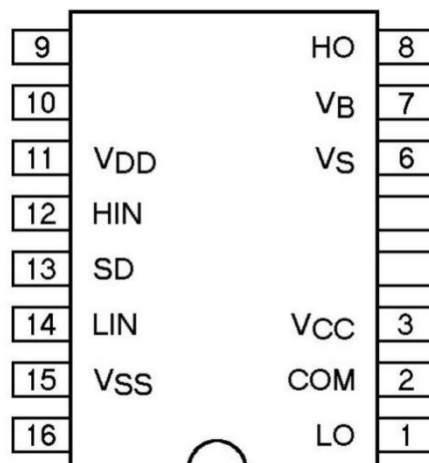 9 HO 8
10 VB 7
11 VDD VS 6
12 HIN
13 SD
14 LIN VCC 3
15 VSS COM 2
16 LO 1